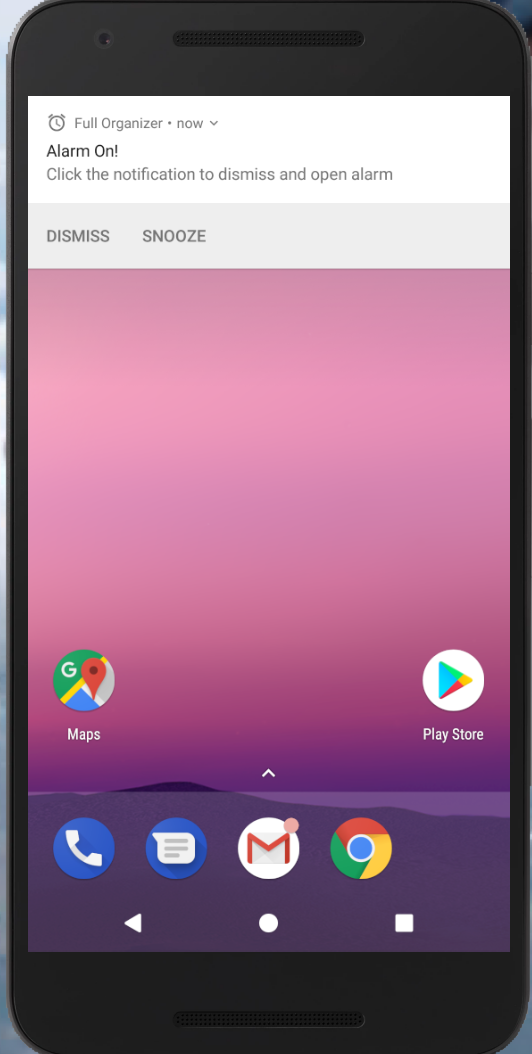 Full Organizer • now
Alarm On!
Click the notification to dismiss and open alarm
DISMISS SNOOZE
G
Maps Play Store